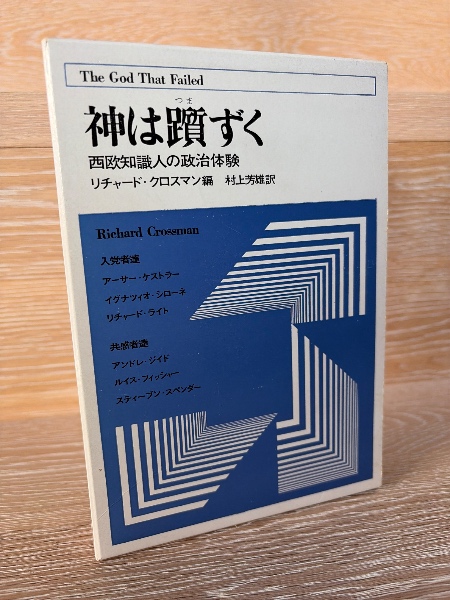 The God That Failed
つま
神は躓ずく
西欧知識人の政治体験
リチャード・クロスマン編 村上芳雄訳
Richard Crossman
入党者達
アーサー・ケストラー
イグナツィオ・シローネ
リチャード・ライト
共感者達
アンドレ・ジイド
ルイス・フィッシャー
スティーブン・スペンダー